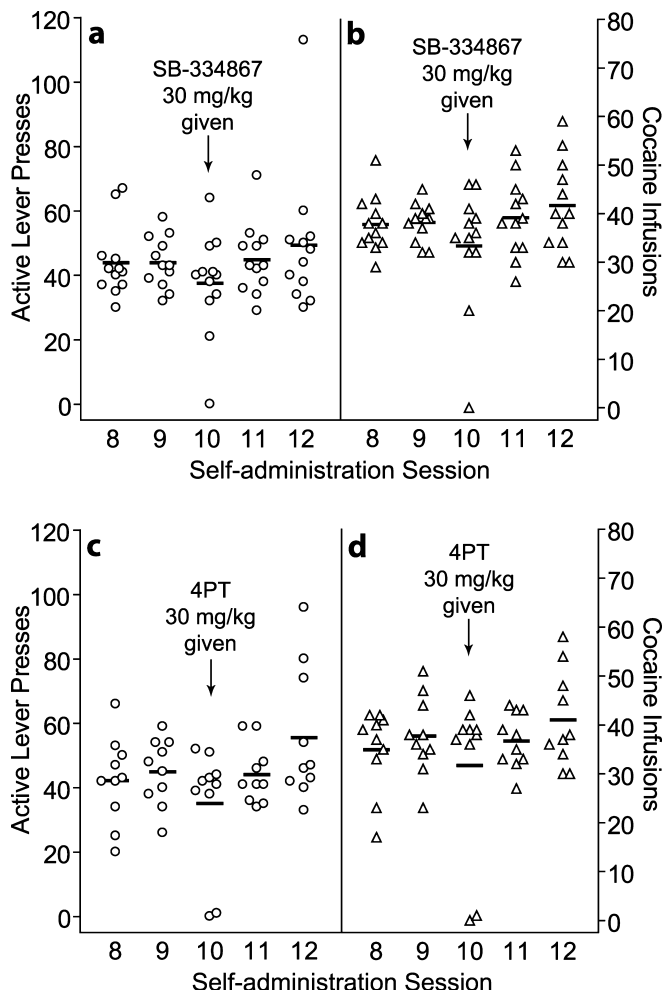 a
SB-334867
30 mg/kg
given
Active Lever Presses
120
100
80
60
40
20
0
8 9 10 11 12
b
SB-334867
30 mg/kg
given
Cocaine Infusions
80
70
60
50
40
30
20
10
0
8 9 10 11 12
Self-administration Session
c
4PT
30 mg/kg
given
Active Lever Presses
120
100
80
60
40
20
0
8 9 10 11 12
d
4PT
30 mg/kg
given
Cocaine Infusions
80
70
60
50
40
30
20
10
0
8 9 10 11 12
Self-administration Session